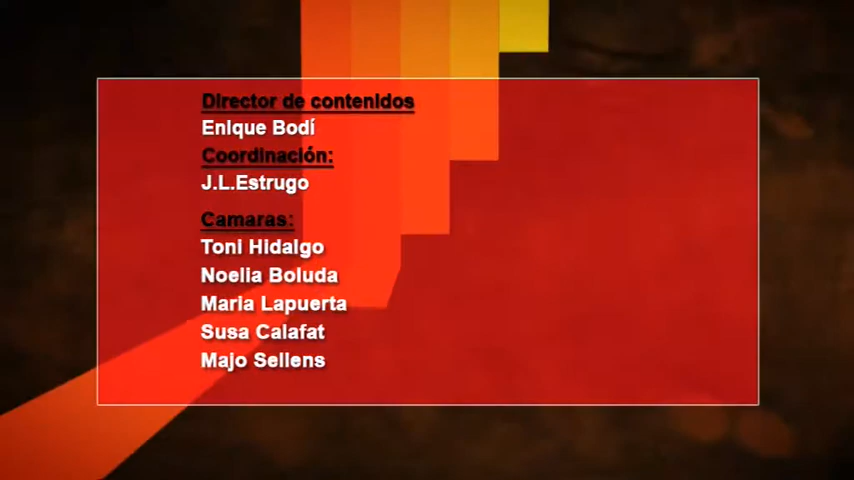 Director de contenidos
Enique Bodí
Coordinación:
J.L.Estrugo
Camaras:
Toni Hidalgo
Noelia Boluda
Maria Lapuerta
Susa Calafat
Majo Sellens